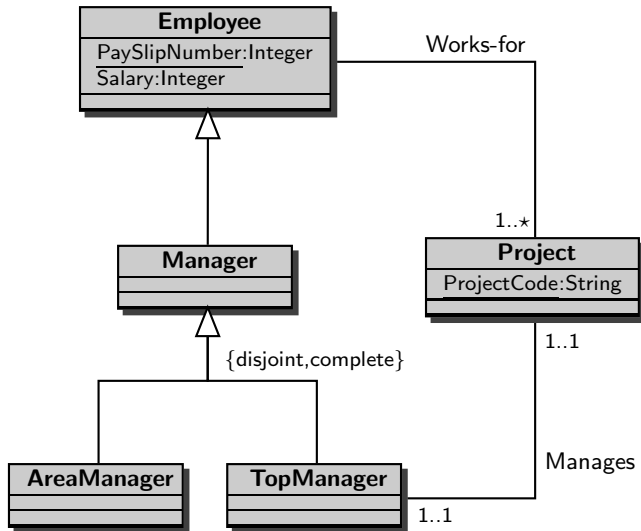 Employee
PaySlipNumber:Integer
Salary:Integer
Works-for
1..⋆
Manager
Project
ProjectCode:String
1..1
{disjoint,complete}
AreaManager
TopManager
Manages
1..1